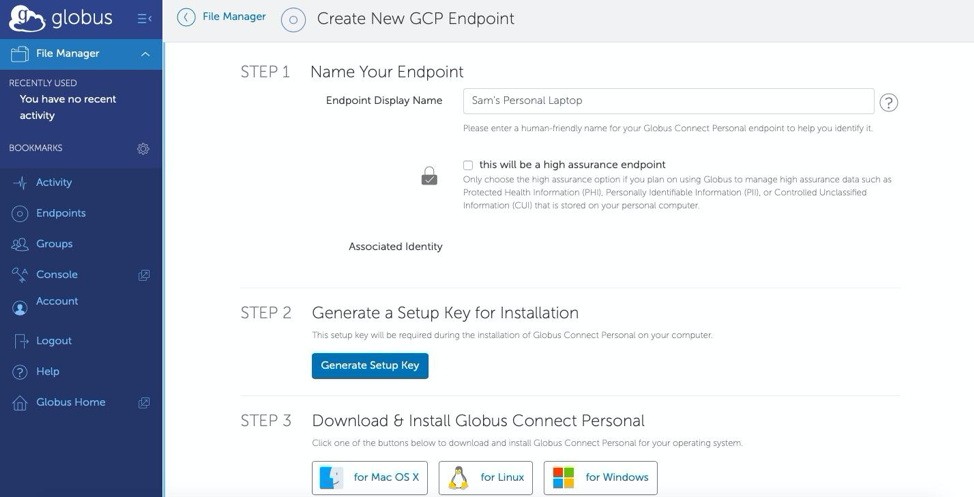 globus
File Manager
RECENTLY USED
You have no recent
activity
BOOKMARKS
Activity
Endpoints
Groups
Console
Account
Logout
Help
Globus Home
File Manager
Create New GCP Endpoint
STEP 1
Name Your Endpoint
Endpoint Display Name
Sam's Personal Laptop
Please enter a human-friendly name for your Globus Connect Personal endpoint to help you identify it.
this will be a high assurance endpoint
Only choose the high assurance option if you plan on using Globus to manage high assurance data such as
Protected Health Information (PHI), Personally Identifiable Information (PII), or Controlled Unclassified
Information (CUI) that is stored on your personal computer.
Associated Identity
STEP 2
Generate a Setup Key for Installation
This setup key will be required during the installation of Globus Connect Personal on your computer.
Generate Setup Key
STEP 3
Download & Install Globus Connect Personal
Click one of the buttons below to download and install Globus Connect Personal for your operating system.
for Mac OS X
for Linux
for Windows